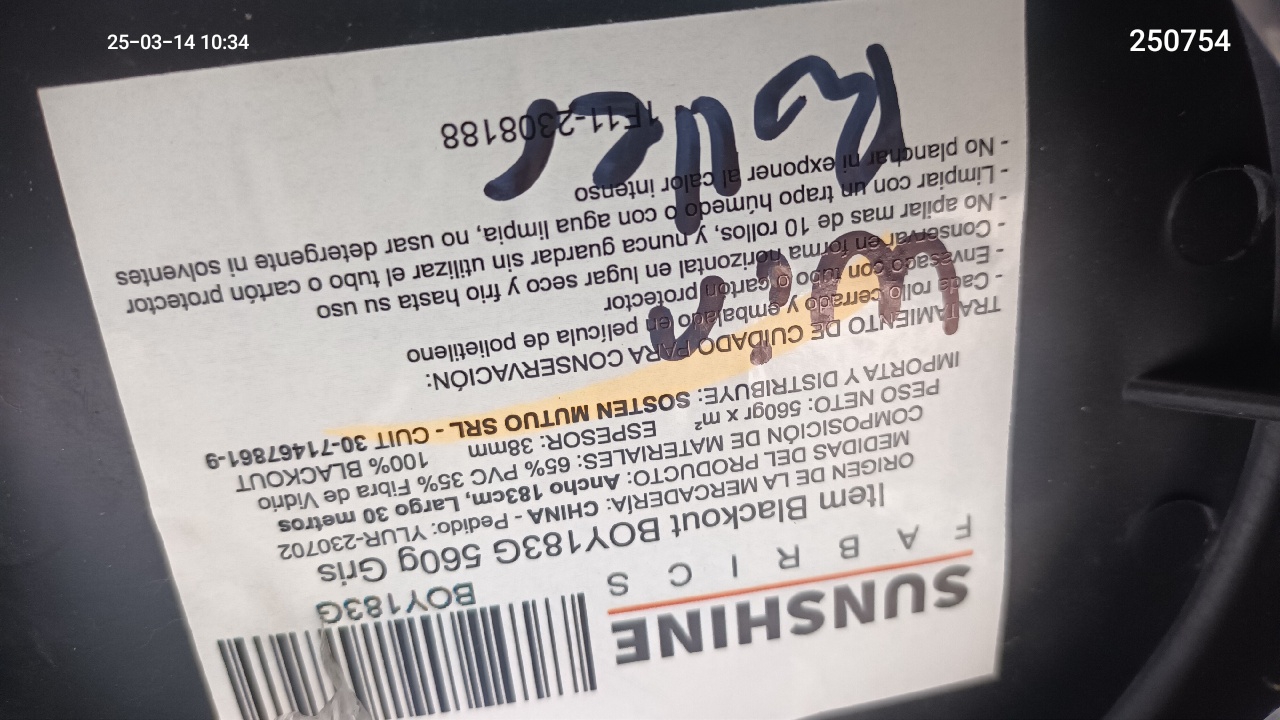 25-03-14 10:34
250754
SUNSHINE
FABRICS
BOY183G
Item Blackout BOY183G 560g Gris
ORIGEN DE LA MERCADERÍA: CHINA - Pedido: YLUR-230702
MEDIDAS DEL PRODUCTO: Ancho 183cm, Largo 30 metros
COMPOSICIÓN DE MATERIALES: 65% PVC 35% Fibra de Vidrio
PESO NETO: 560gr x m² ESPESOR: 38mm 100% BLACKOUT
IMPORTA Y DISTRIBUYE: SOSTEN MUTUO SRL - CUIT 30-71467861-9
TRATAMIENTO DE CUIDADO PARA CONSERVACIÓN:
- Cada rollo cerrado y embalado en película de polietileno
- Envasado con tubo o cartón protector
- Conservar en forma horizontal en lugar seco y frío hasta su uso
- No apilar mas de 10 rollos, y nunca guardar sin utilizar el tubo o cartón protector
- Limpiar con un trapo húmedo o con agua limpia, no usar detergente ni solventes
- No planchar ni exponer al calor intenso
1F11-2308188